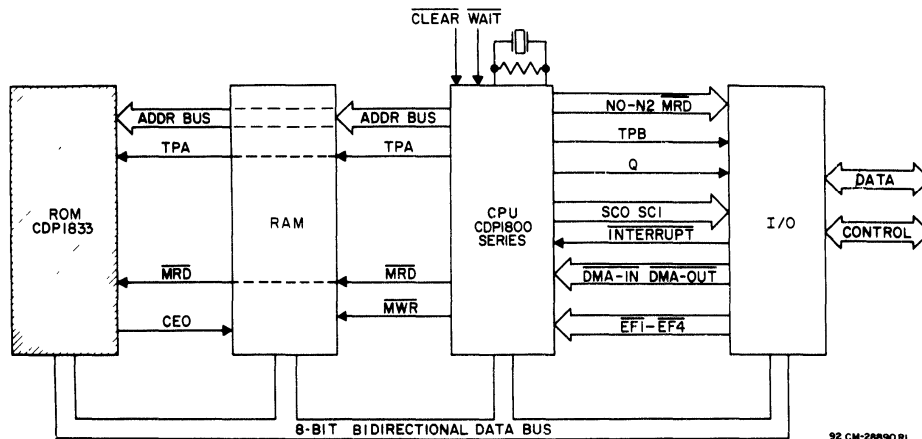 CLEAR WAIT
ADDR BUS
TPA
ROM
CDP1833
MRD
CEO
RAM
ADDR BUS
TPA
MRD
MWR
CPU
CDP1800
SERIES
NO-N2 MRD
TPB
Q
SCO SCI
INTERRUPT
DMA-IN DMA-OUT
EF1-EF4
I/O
DATA
CONTROL
8-BIT BIDIRECTIONAL DATA BUS
92 CM-28890RI